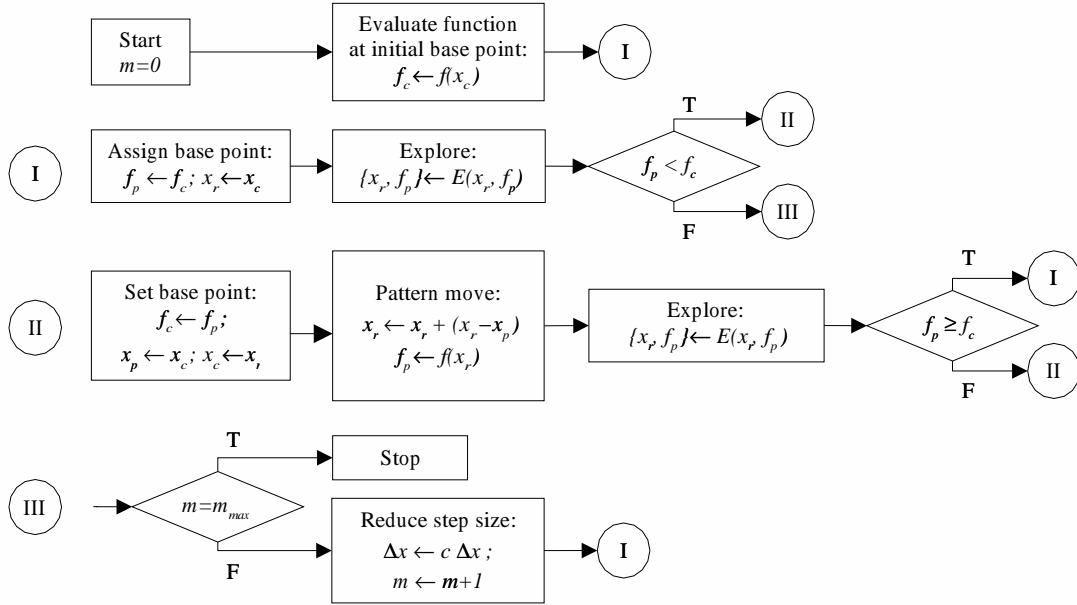 Start
m=0
Evaluate function
at initial base point:
f_c ← f(x_c)
I
T
II
I
Assign base point:
f_p ← f_c; x_r ← x_c
Explore:
{x_r, f_p} ← E(x_r, f_p)
f_p < f_c
III
F
T
I
II
Set base point:
f_c ← f_p;
x_p ← x_c; x_c ← x_r
Pattern move:
x_r ← x_r + (x_r – x_p)
f_p ← f(x_r)
Explore:
{x_r, f_p} ← E(x_r, f_p)
f_p ≥ f_c
II
F
T
Stop
III
m=m_max
Reduce step size:
Δx ← c Δx ;
m ← m+1
I
F